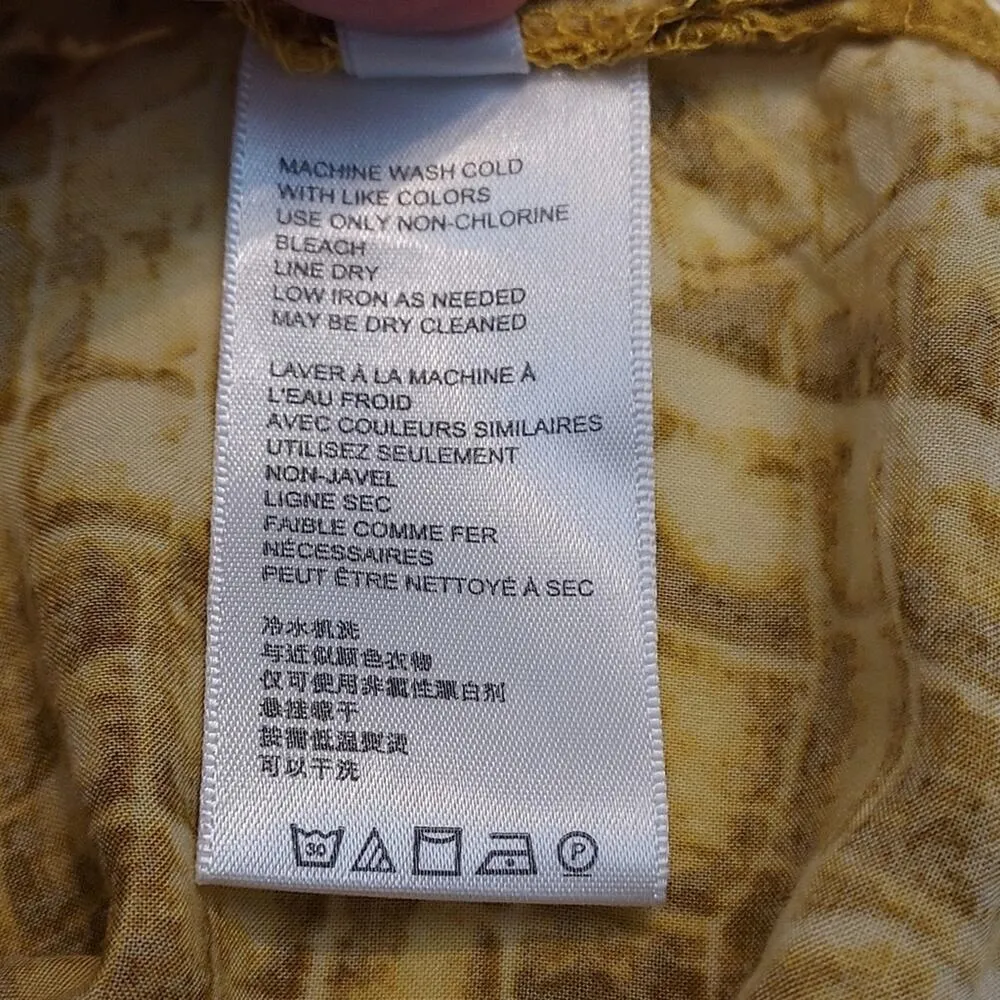 MACHINE WASH COLD
WITH LIKE COLORS
USE ONLY NON-CHLORINE
BLEACH
LINE DRY
LOW IRON AS NEEDED
MAY BE DRY CLEANED
LAVER À LA MACHINE À
L'EAU FROID
AVEC COULEURS SIMILAIRES
UTILISEZ SEULEMENT
NON-JAVEL
LIGNE SEC
FAIBLE COMME FER
NÉCESSAIRES
PEUT ÊTRE NETTOYÉ À SEC
冷水机洗
与近似颜色衣物
仅可使用非氯性漂白剂
悬挂晾干
按需低温熨烫
可以干洗
30
P